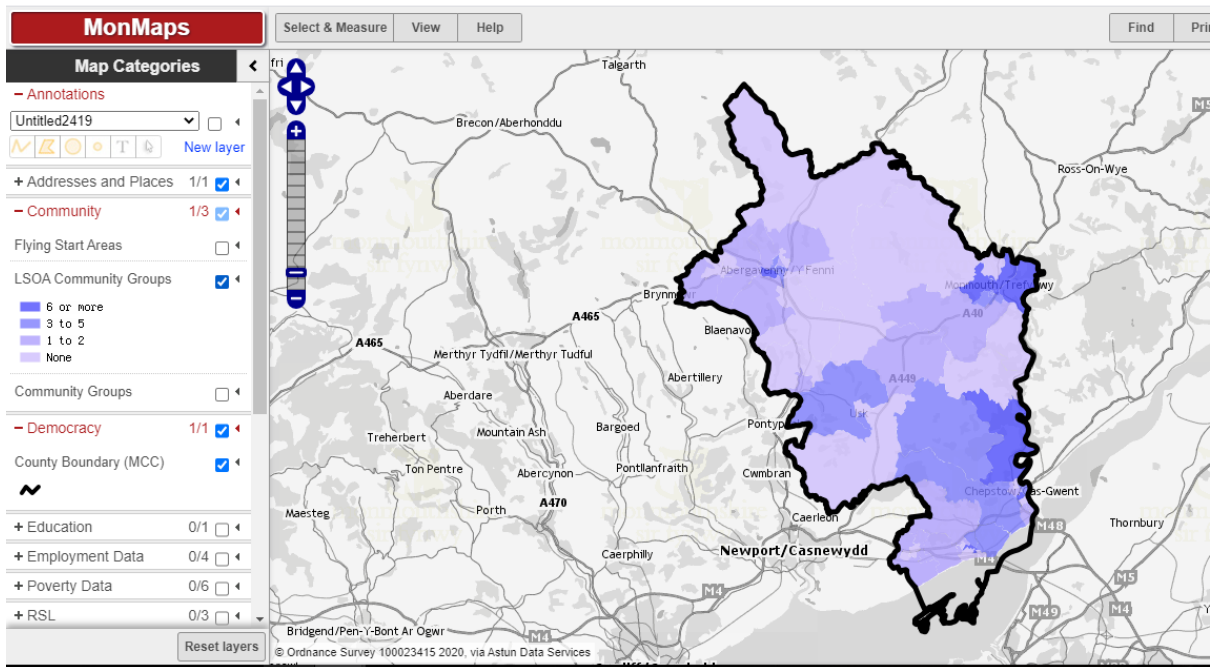 MonMaps
Select & Measure View Help
Find
Map Categories
− Annotations
Untitled2419
T
New layer
+ Addresses and Places 1/1
− Community 1/3
Flying Start Areas
LSOA Community Groups
6 or more
3 to 5
1 to 2
None
Community Groups
− Democracy 1/1
County Boundary (MCC)
+ Education 0/1
+ Employment Data 0/4
+ Poverty Data 0/6
+ RSL 0/3
Reset layers
Talgarth
M5
Brecon/Aberhonddu
Ross-On-Wye
Abergavenny/Y Fenni
Monmouth/Trefynwy
Brynmawr
A465
A40
Blaenavon
A465
Merthyr Tydfil/Merthyr Tudful
A449
Abertillery
Aberdare
Usk
Treherbert
Mountain Ash
Bargoed
Ton Pentre
Abercynon
Pontllanfraith
Cwmbran
Chepstow/Cas-Gwent
Maesteg
Porth
A470
Caerleon
M48
Thornbury
Caerphilly
Newport/Casnewydd
M4
M5
M4
M49
M4
Bridgend/Pen-Y-Bont Ar Ogwr
M4
© Ordnance Survey 100023415 2020, via Astun Data Services